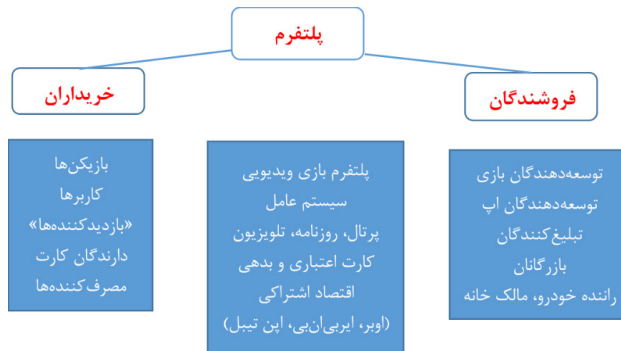 پلتفرم
فروشندگان
خریداران
توسعه‌دهندگان بازی
توسعه‌دهندگان اپ
تبلیغ‌کنندگان
بازرگانان
راننده خودرو، مالک خانه
پلتفرم بازی ویدیویی
سیستم عامل
پرتال، روزنامه، تلویزیون
کارت اعتباری و بدهی
اقتصاد اشتراکی
(اوبر، ایربی‌ان‌بی، اپن تیبل)
بازیکن‌ها
کاربرها
«بازدیدکننده‌ها»
دارندگان کارت
مصرف‌کننده‌ها